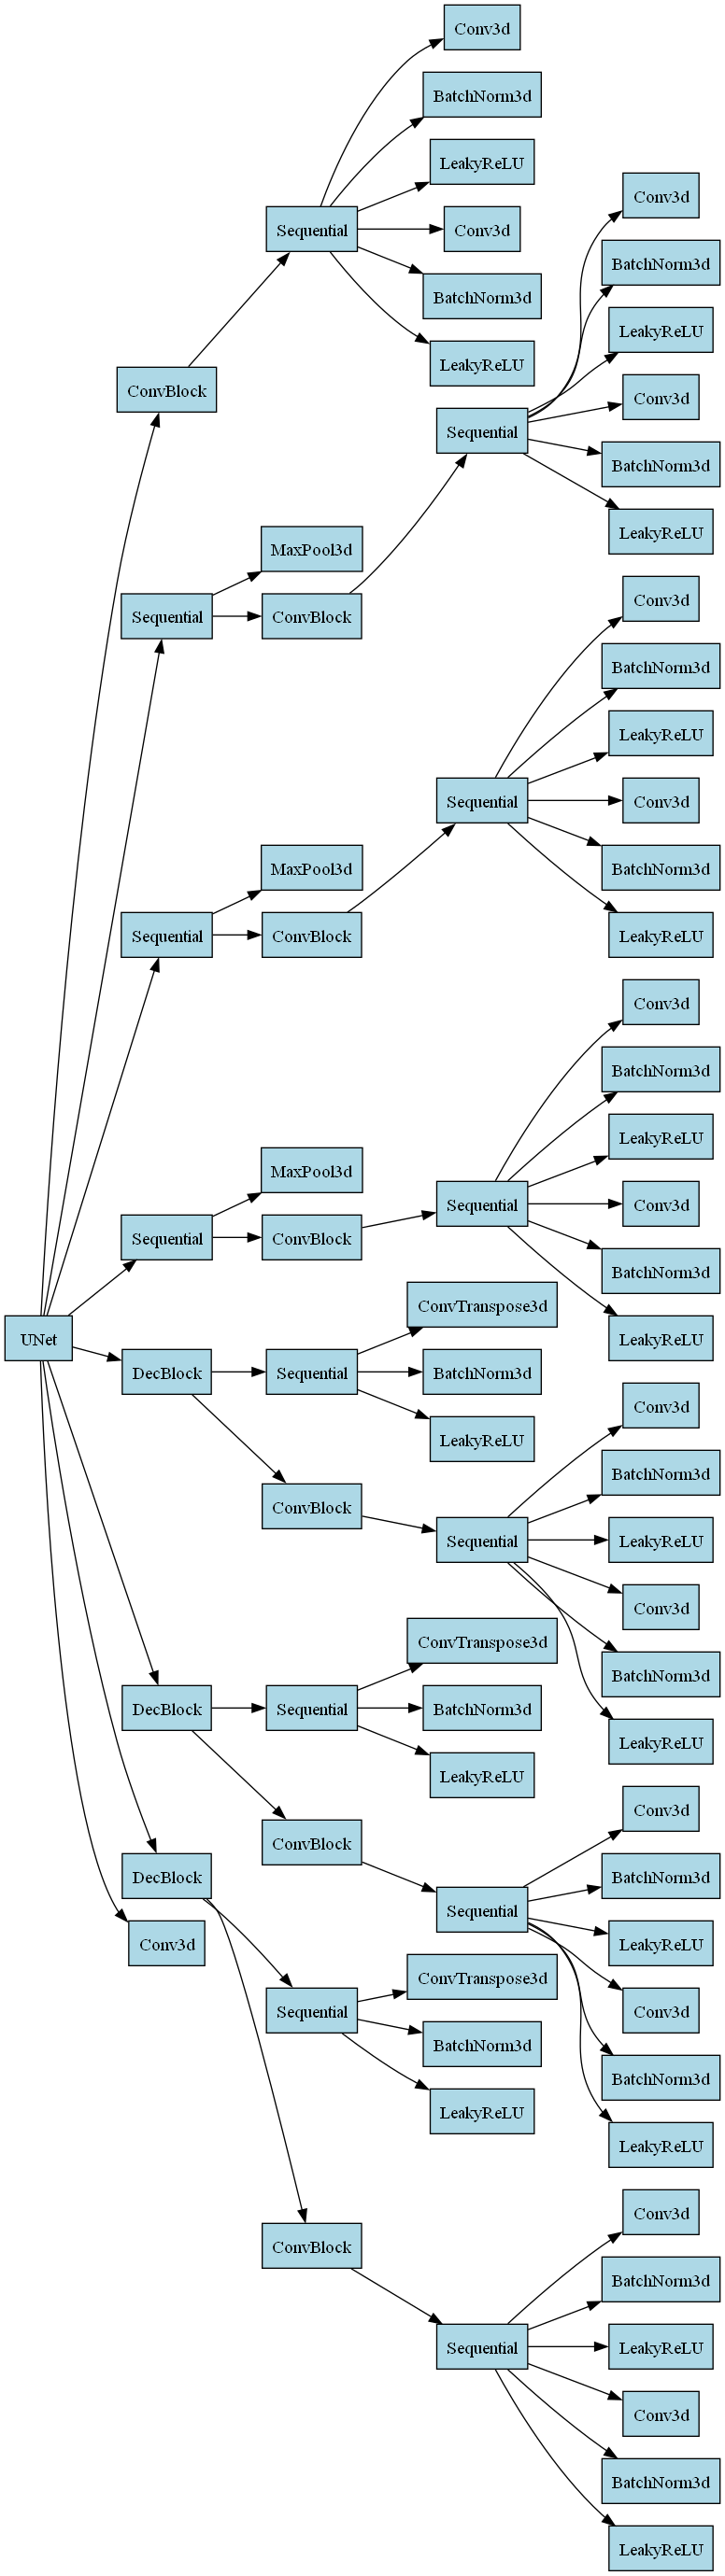 Conv3d
BatchNorm3d
LeakyReLU
Conv3d
BatchNorm3d
LeakyReLU
Sequential
ConvBlock
Conv3d
BatchNorm3d
LeakyReLU
Conv3d
BatchNorm3d
LeakyReLU
Sequential
MaxPool3d
Sequential
ConvBlock
Conv3d
BatchNorm3d
LeakyReLU
Conv3d
BatchNorm3d
LeakyReLU
Sequential
MaxPool3d
Sequential
ConvBlock
Conv3d
BatchNorm3d
LeakyReLU
Conv3d
BatchNorm3d
LeakyReLU
Sequential
MaxPool3d
Sequential
ConvBlock
UNet
ConvTranspose3d
DecBlock
Sequential
BatchNorm3d
LeakyReLU
ConvBlock
Sequential
Conv3d
BatchNorm3d
LeakyReLU
Conv3d
BatchNorm3d
LeakyReLU
ConvTranspose3d
DecBlock
Sequential
BatchNorm3d
LeakyReLU
ConvBlock
Sequential
Conv3d
BatchNorm3d
LeakyReLU
Conv3d
BatchNorm3d
LeakyReLU
DecBlock
Conv3d
Sequential
ConvTranspose3d
BatchNorm3d
LeakyReLU
ConvBlock
Sequential
Conv3d
BatchNorm3d
LeakyReLU
Conv3d
BatchNorm3d
LeakyReLU